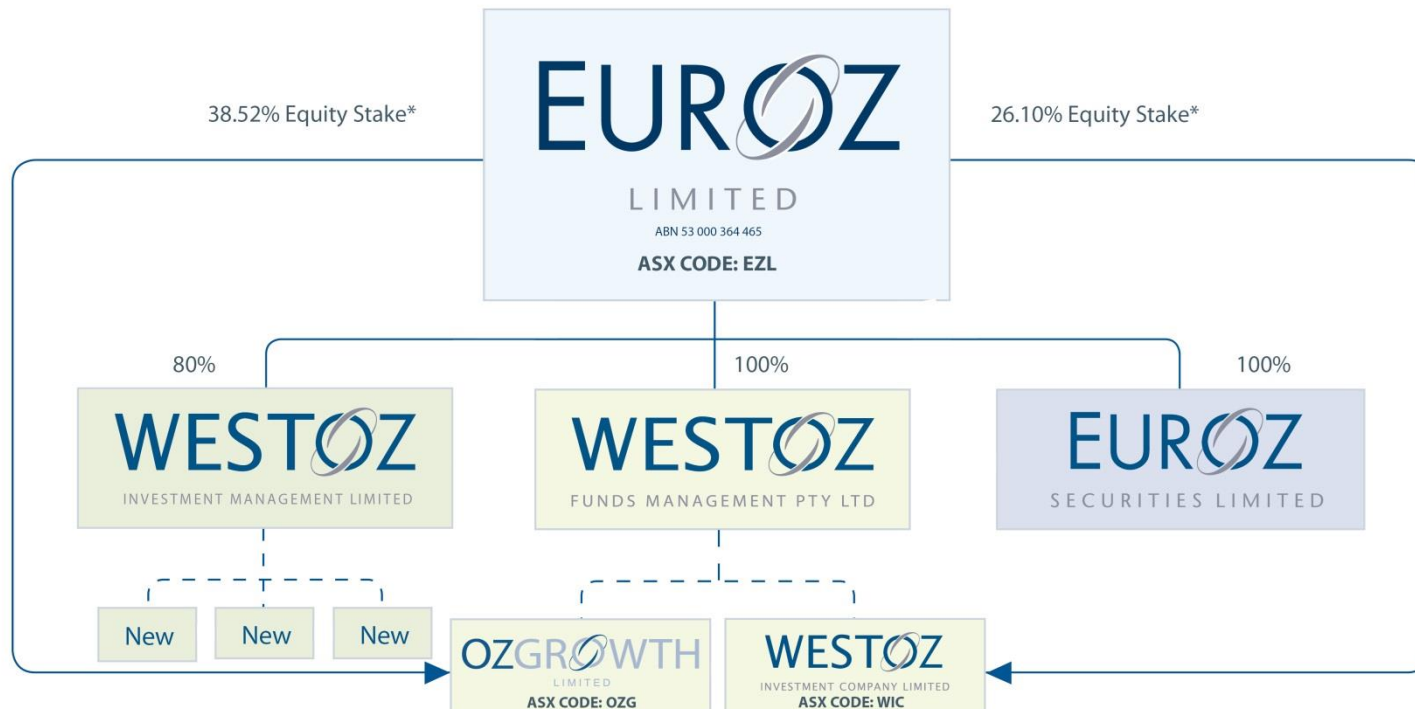 EUROZ
LIMITED
ABN 53 000 364 465
ASX CODE: EZL
38.52% Equity Stake*
26.10% Equity Stake*
80%
100%
100%
WESTOZ
INVESTMENT MANAGEMENT LIMITED
WESTOZ
FUNDS MANAGEMENT PTY LTD
EUROZ
SECURITIES LIMITED
New
New
New
OZGROWTH
LIMITED
ASX CODE: OZG
WESTOZ
INVESTMENT COMPANY LIMITED
ASX CODE: WIC